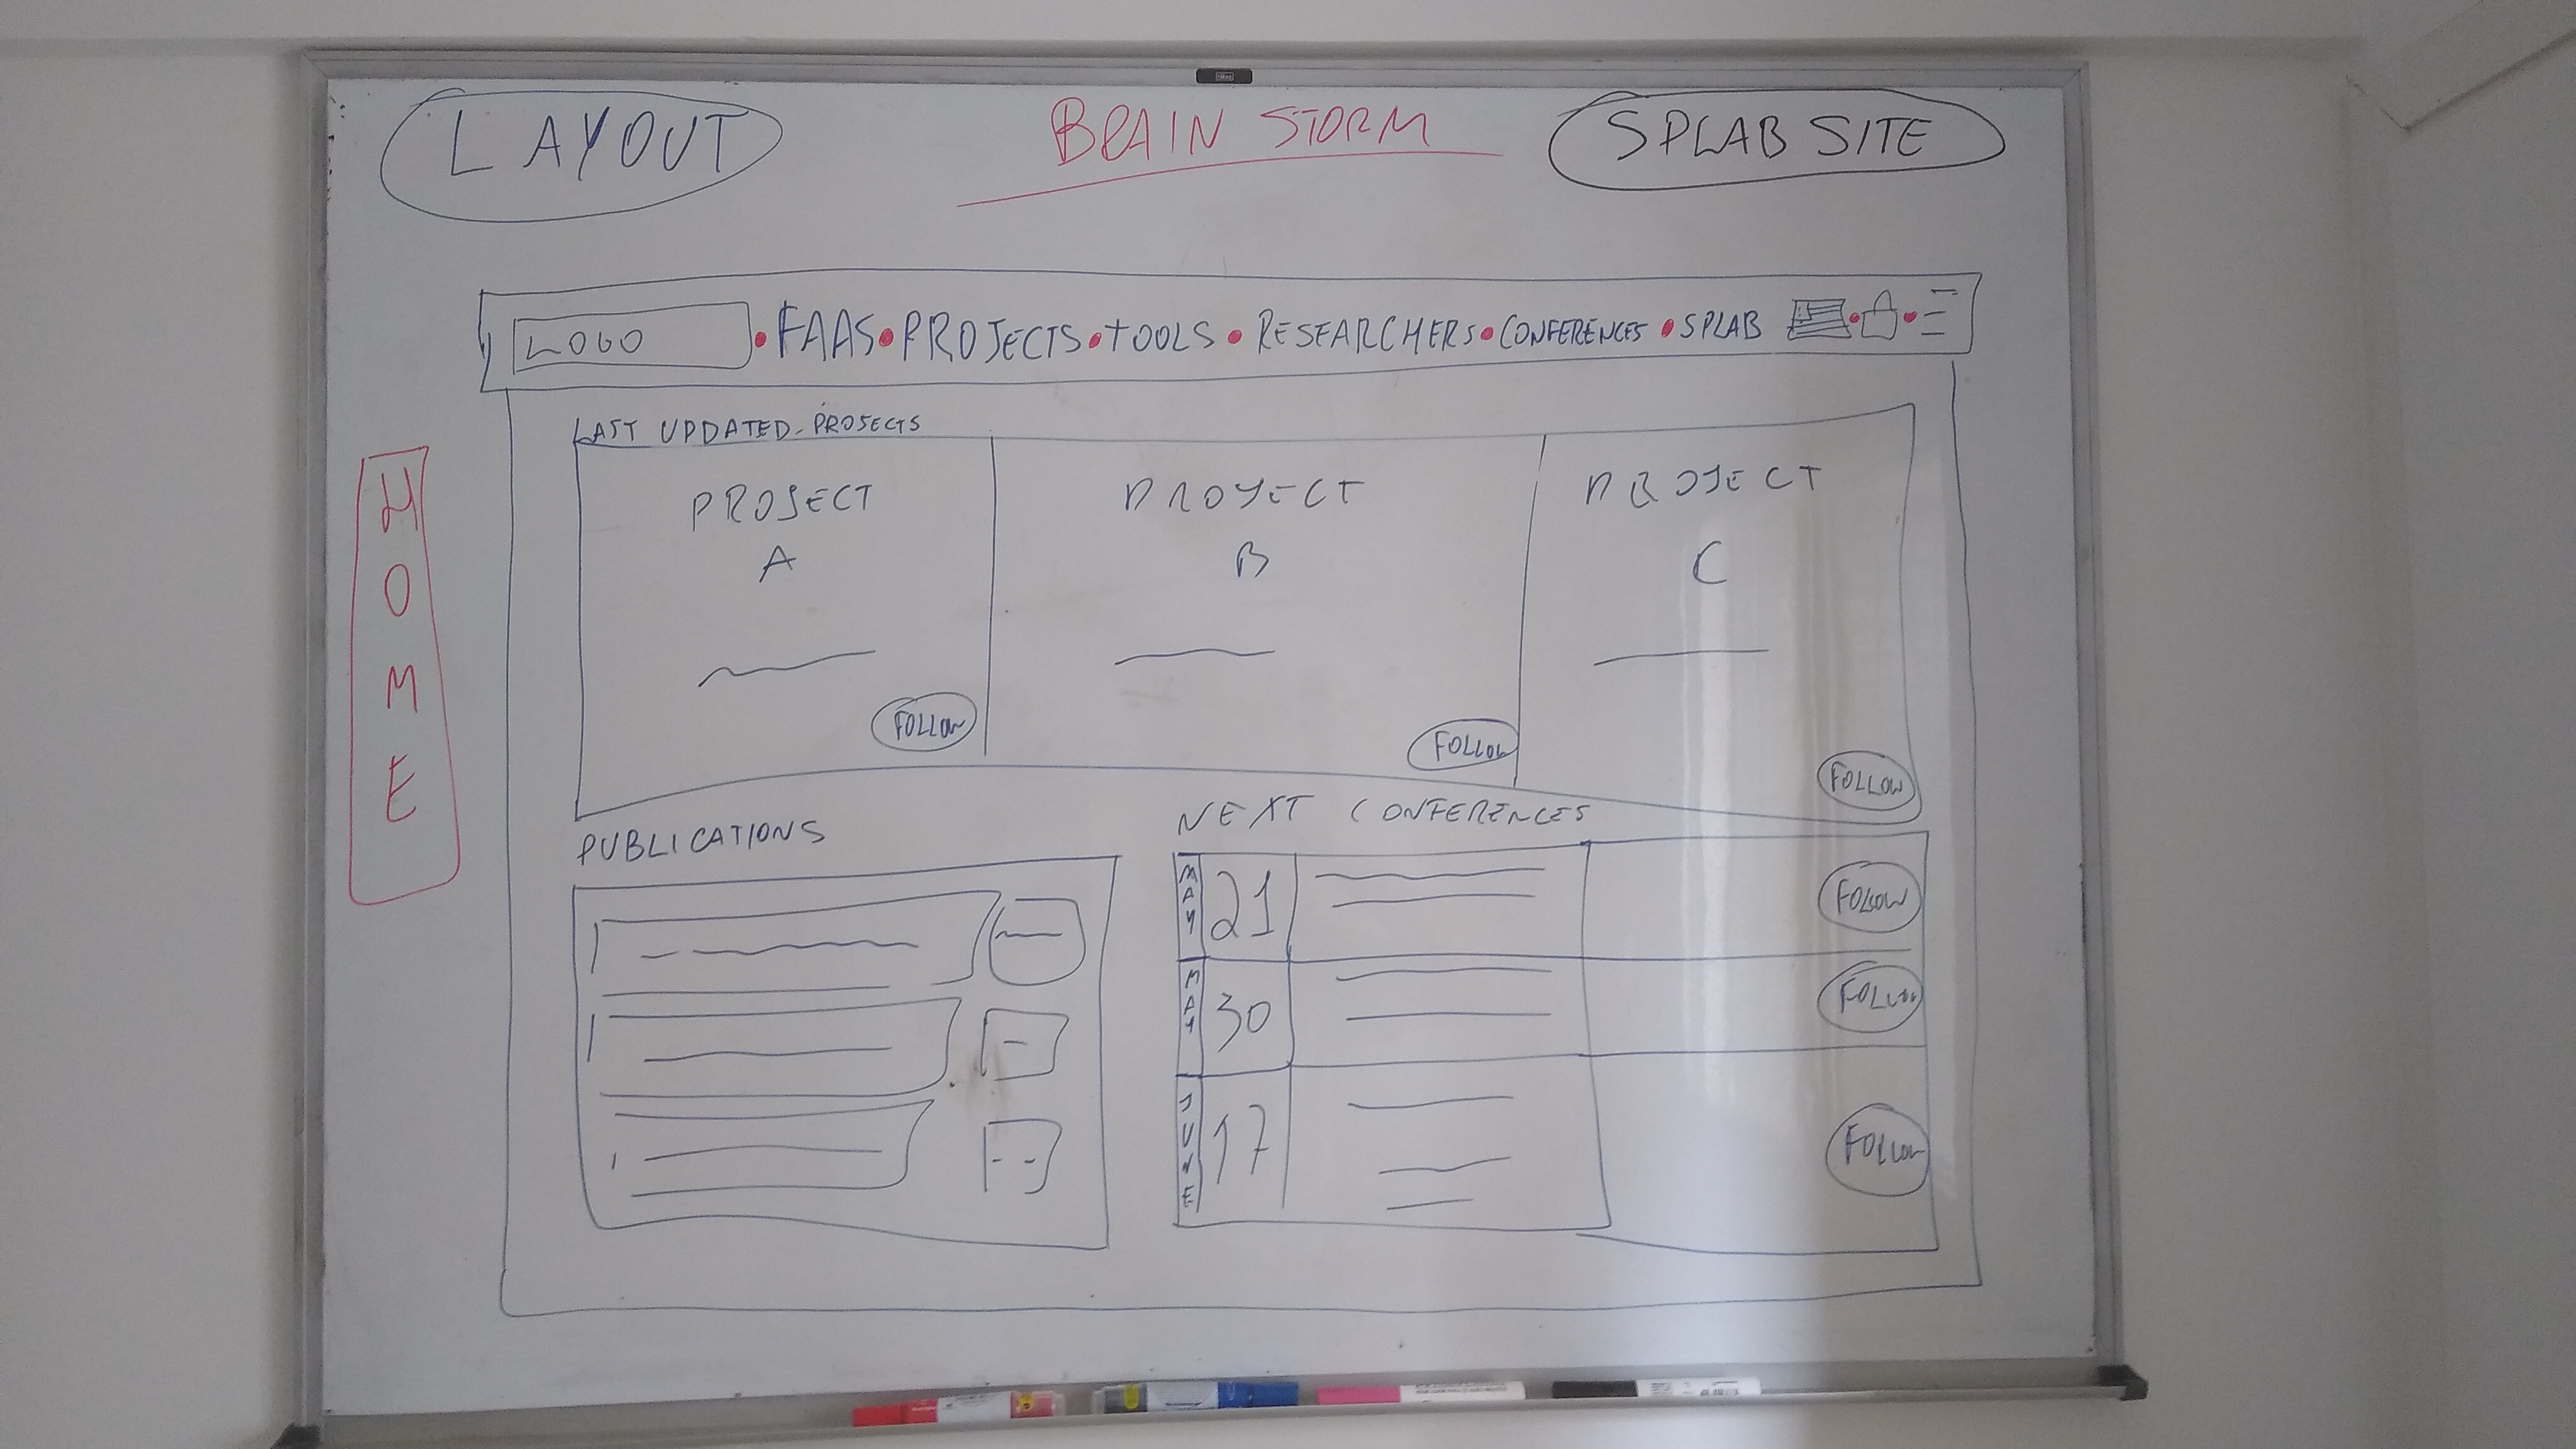 LAYOUT
BRAIN STORM
SPLAB SITE
LOGO • FAAS • PROJECTS • TOOLS • RESEARCHERS • CONFERENCES • SPLAB
HOME
LAST UPDATED PROJECTS
PROJECT
A
FOLLOW
PROYECT
B
FOLLOW
PROJECT
C
FOLLOW
PUBLICATIONS
NEXT CONFERENCES
MAY 21 FOLLOW
MAY 30 FOLLOW
JUNE 17 FOLLOW